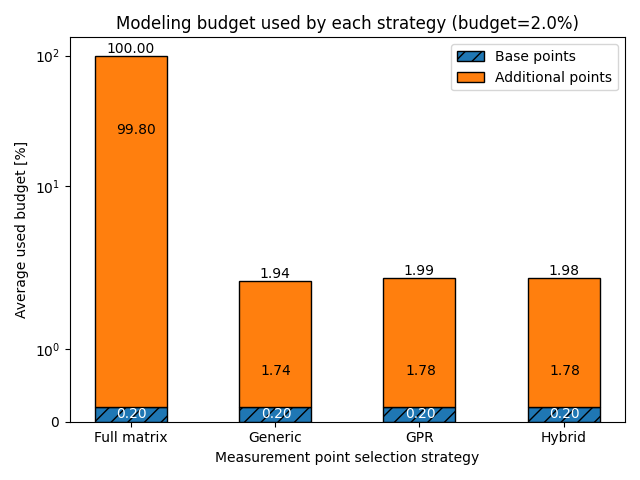 Modeling budget used by each strategy (budget=2.0%)
Base points
Additional points
Average used budget [%]
10²
10¹
10⁰
0
100.00
99.80
0.20
1.94
1.74
0.20
1.99
1.78
0.20
1.98
1.78
0.20
Full matrix
Generic
GPR
Hybrid
Measurement point selection strategy